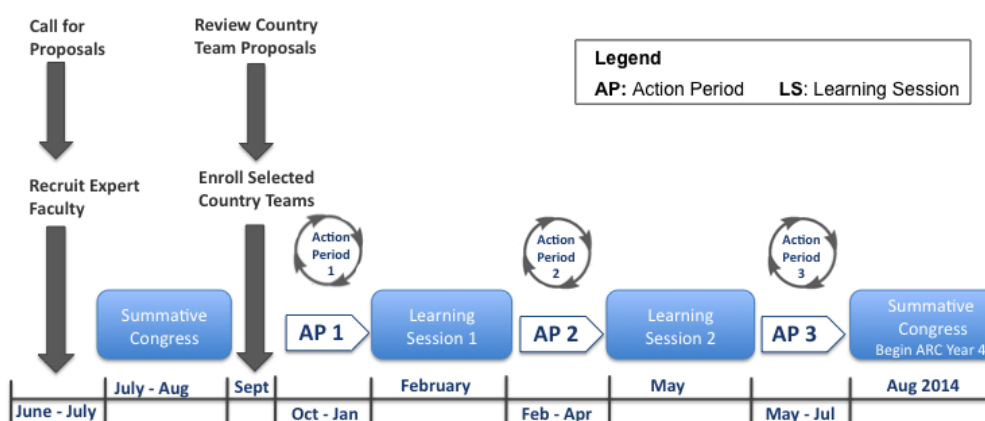 Call for
Proposals
Review Country
Team Proposals
Legend
AP: Action Period LS: Learning Session
Recruit Expert
Faculty
Enroll Selected
Country Teams
Action
Period
1
Action
Period
2
Action
Period
3
Summative
Congress
AP 1
Learning
Session 1
AP 2
Learning
Session 2
AP 3
Summative
Congress
Begin ARC Year 4
July - Aug
Sept
February
May
Aug 2014
June - July
Oct - Jan
Feb - Apr
May - Jul